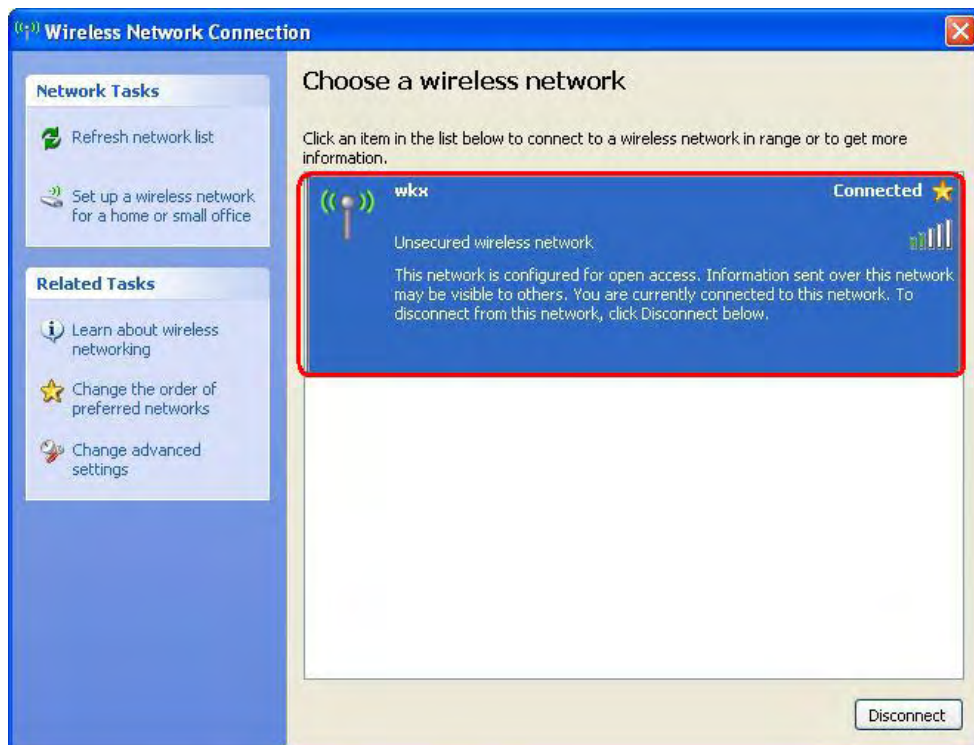 Wireless Network Connection
Network Tasks
Refresh network list
Set up a wireless network
for a home or small office
Related Tasks
Learn about wireless
networking
Change the order of
preferred networks
Change advanced
settings
Choose a wireless network
Click an item in the list below to connect to a wireless network in range or to get more
information.
wkx
Connected
Unsecured wireless network
This network is configured for open access. Information sent over this network
may be visible to others. You are currently connected to this network. To
disconnect from this network, click Disconnect below.
Disconnect